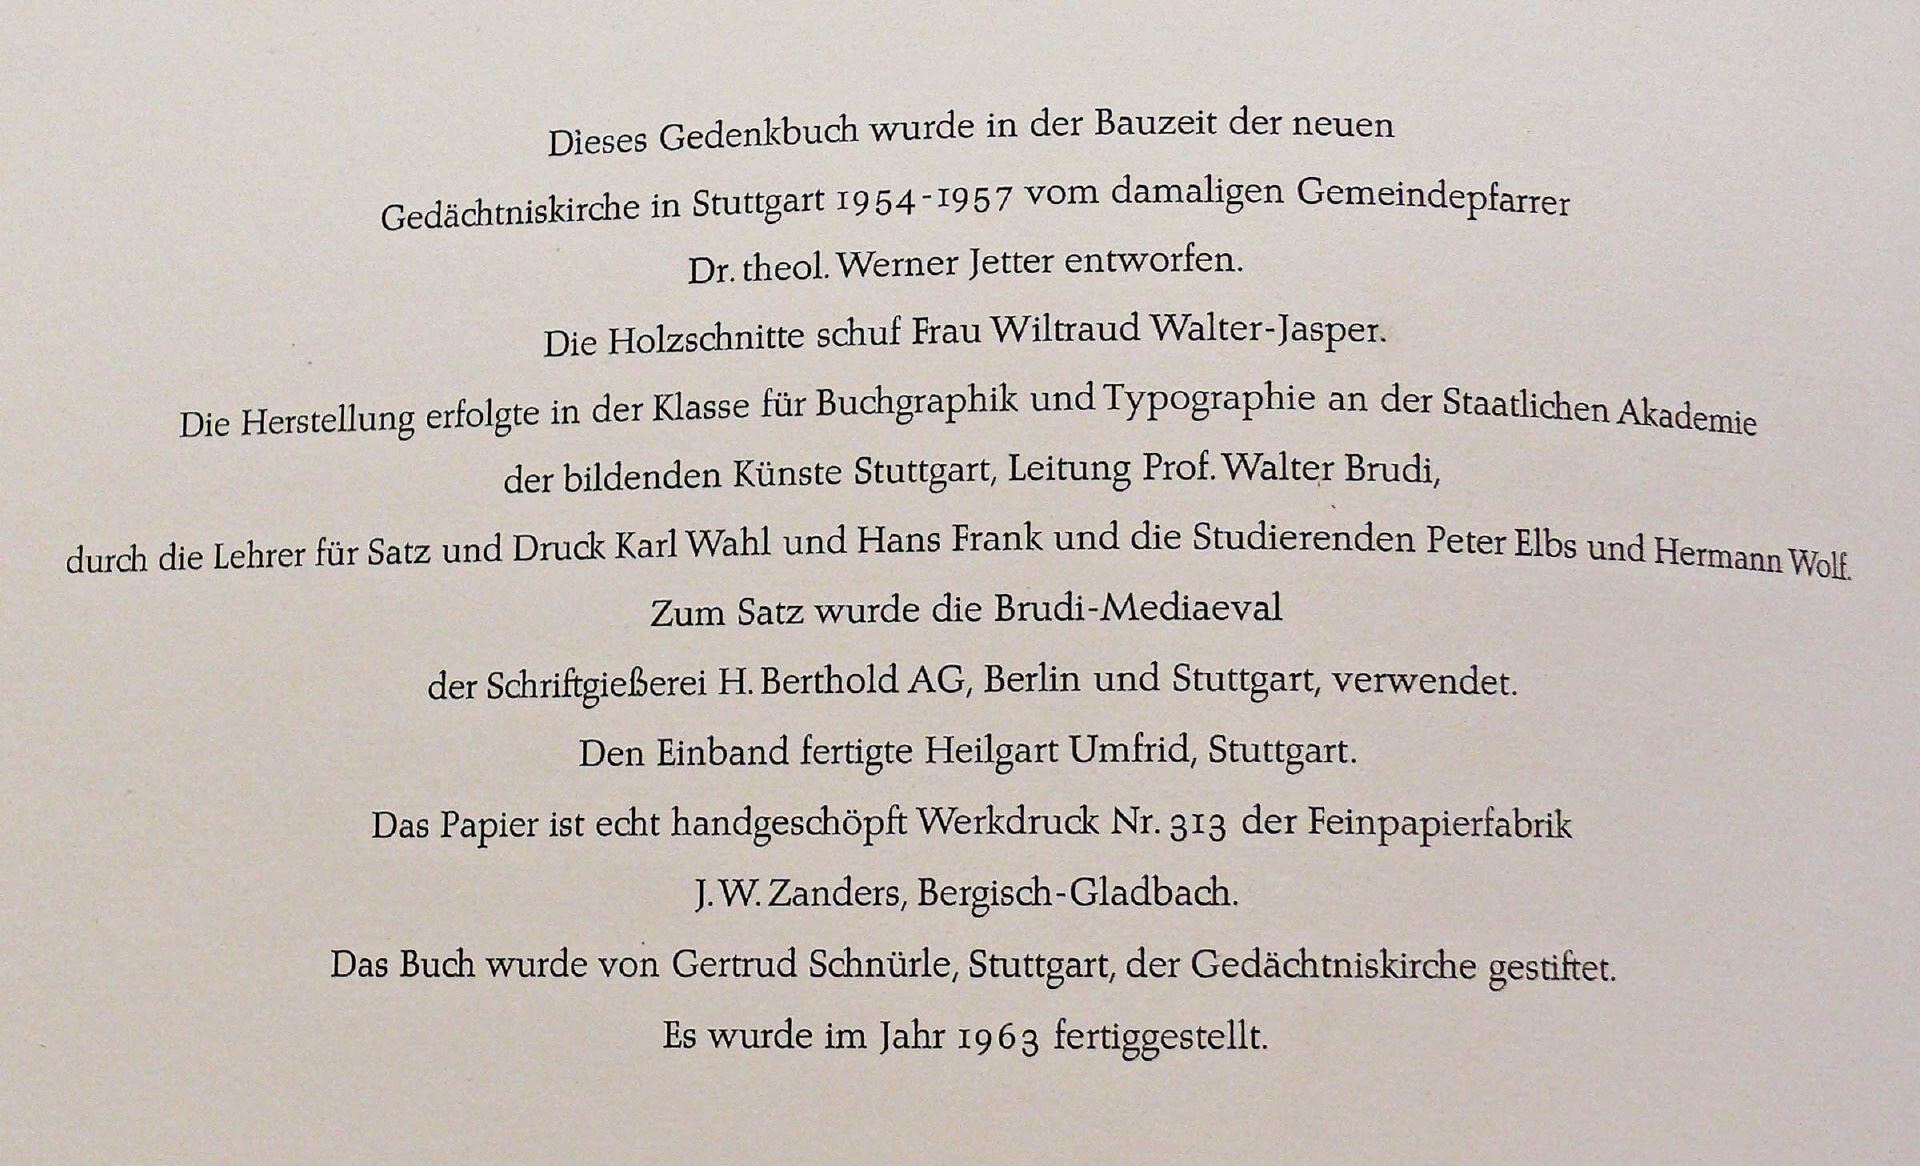 Dieses Gedenkbuch wurde in der Bauzeit der neuen
Gedächtniskirche in Stuttgart 1954-1957 vom damaligen Gemeindepfarrer
Dr. theol. Werner Jetter entworfen.
Die Holzschnitte schuf Frau Wiltraud Walter-Jasper.
Die Herstellung erfolgte in der Klasse für Buchgraphik und Typographie an der Staatlichen Akademie
der bildenden Künste Stuttgart, Leitung Prof. Walter Brudi,
durch die Lehrer für Satz und Druck Karl Wahl und Hans Frank und die Studierenden Peter Elbs und Hermann Wolf.
Zum Satz wurde die Brudi-Mediaeval
der Schriftgießerei H. Berthold AG, Berlin und Stuttgart, verwendet.
Den Einband fertigte Heilgart Umfrid, Stuttgart.
Das Papier ist echt handgeschöpft Werkdruck Nr. 313 der Feinpapierfabrik
J. W. Zanders, Bergisch-Gladbach.
Das Buch wurde von Gertrud Schnürle, Stuttgart, der Gedächtniskirche gestiftet.
Es wurde im Jahr 1963 fertiggestellt.